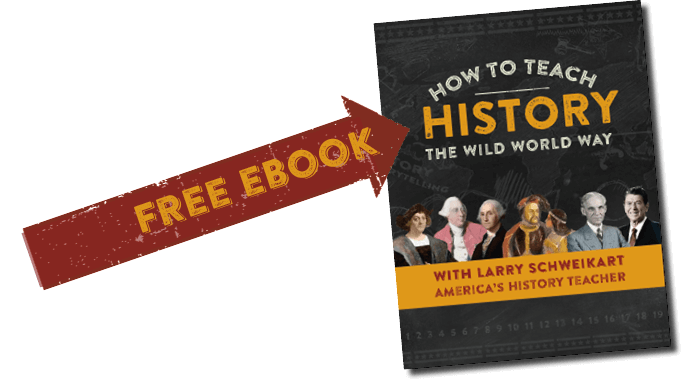 FREE EBOOK
HOW TO TEACH
HISTORY
THE WILD WORLD WAY
WITH LARRY SCHWEIKART
AMERICA'S HISTORY TEACHER
1 2 3 4 5 6 7 8 9 10 11 12 13 14 15 16 17 18 19